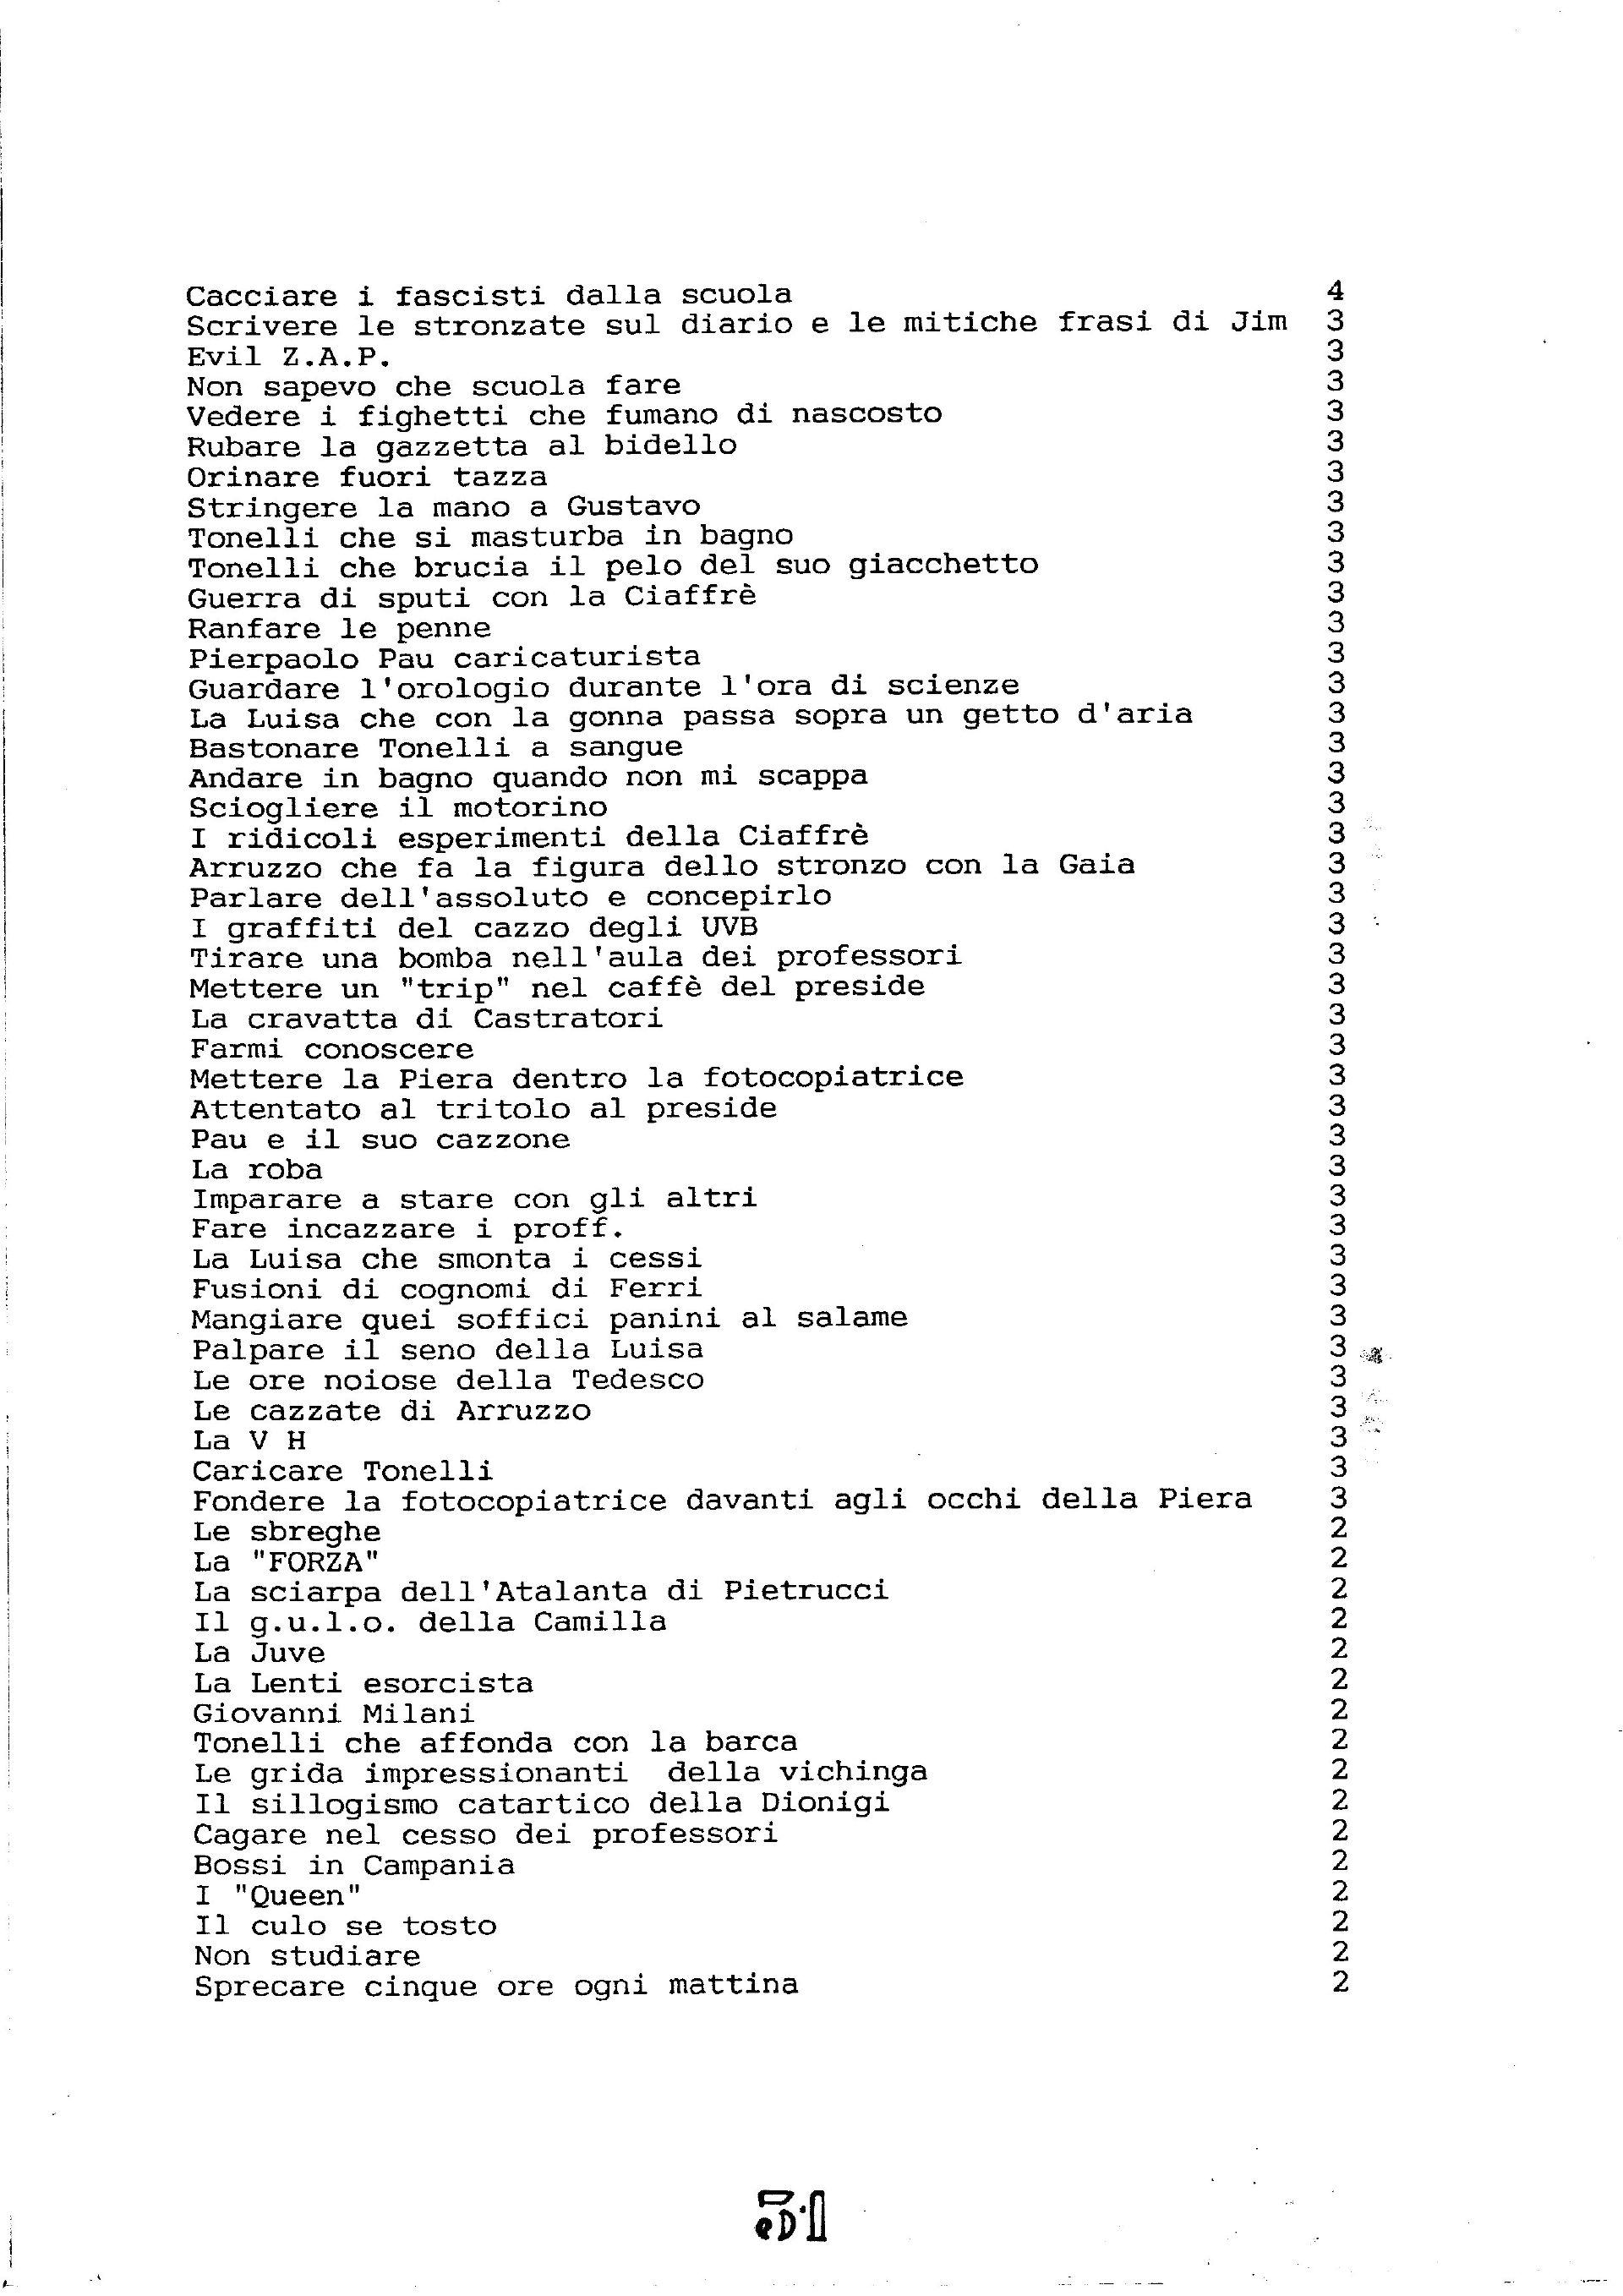 Cacciare i fascisti dalla scuola 4
Scrivere le stronzate sul diario e le mitiche frasi di Jim 3
Evil Z.A.P. 3
Non sapevo che scuola fare 3
Vedere i fighetti che fumano di nascosto 3
Rubare la gazzetta al bidello 3
Orinare fuori tazza 3
Stringere la mano a Gustavo 3
Tonelli che si masturba in bagno 3
Tonelli che brucia il pelo del suo giacchetto 3
Guerra di sputi con la Ciaffrè 3
Ranfare le penne 3
Pierpaolo Pau caricaturista 3
Guardare l'orologio durante l'ora di scienze 3
La Luisa che con la gonna passa sopra un getto d'aria 3
Bastonare Tonelli a sangue 3
Andare in bagno quando non mi scappa 3
Sciogliere il motorino 3
I ridicoli esperimenti della Ciaffrè 3
Arruzzo che fa la figura dello stronzo con la Gaia 3
Parlare dell'assoluto e concepirlo 3
I graffiti del cazzo degli UVB 3
Tirare una bomba nell'aula dei professori 3
Mettere un "trip" nel caffè del preside 3
La cravatta di Castratori 3
Farmi conoscere 3
Mettere la Piera dentro la fotocopiatrice 3
Attentato al tritolo al preside 3
Pau e il suo cazzone 3
La roba 3
Imparare a stare con gli altri 3
Fare incazzare i proff. 3
La Luisa che smonta i cessi 3
Fusioni di cognomi di Ferri 3
Mangiare quei soffici panini al salame 3
Palpare il seno della Luisa 3
Le ore noiose della Tedesco 3
Le cazzate di Arruzzo 3
La V H 3
Caricare Tonelli 3
Fondere la fotocopiatrice davanti agli occhi della Piera 3
Le sbreghe 2
La "FORZA" 2
La sciarpa dell'Atalanta di Pietrucci 2
Il g.u.l.o. della Camilla 2
La Juve 2
La Lenti esorcista 2
Giovanni Milani 2
Tonelli che affonda con la barca 2
Le grida impressionanti  della vichinga 2
Il sillogismo catartico della Dionigi 2
Cagare nel cesso dei professori 2
Bossi in Campania 2
I "Queen" 2
Il culo se tosto 2
Non studiare 2
Sprecare cinque ore ogni mattina 2
31